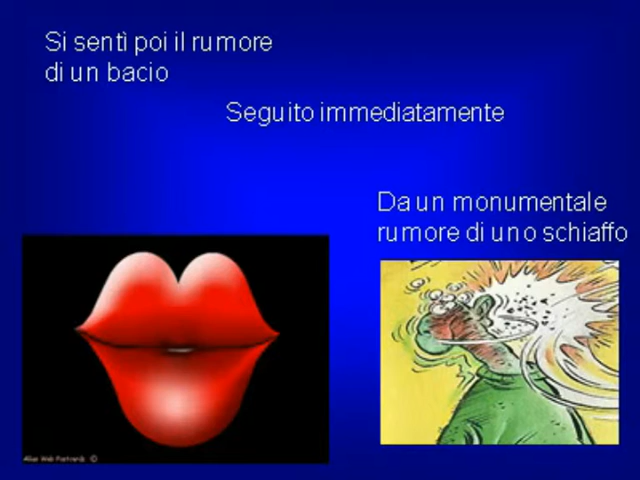 Si sentì poi il rumore
di un bacio
Seguito immediatamente
Da un monumentale
rumore di uno schiaffo